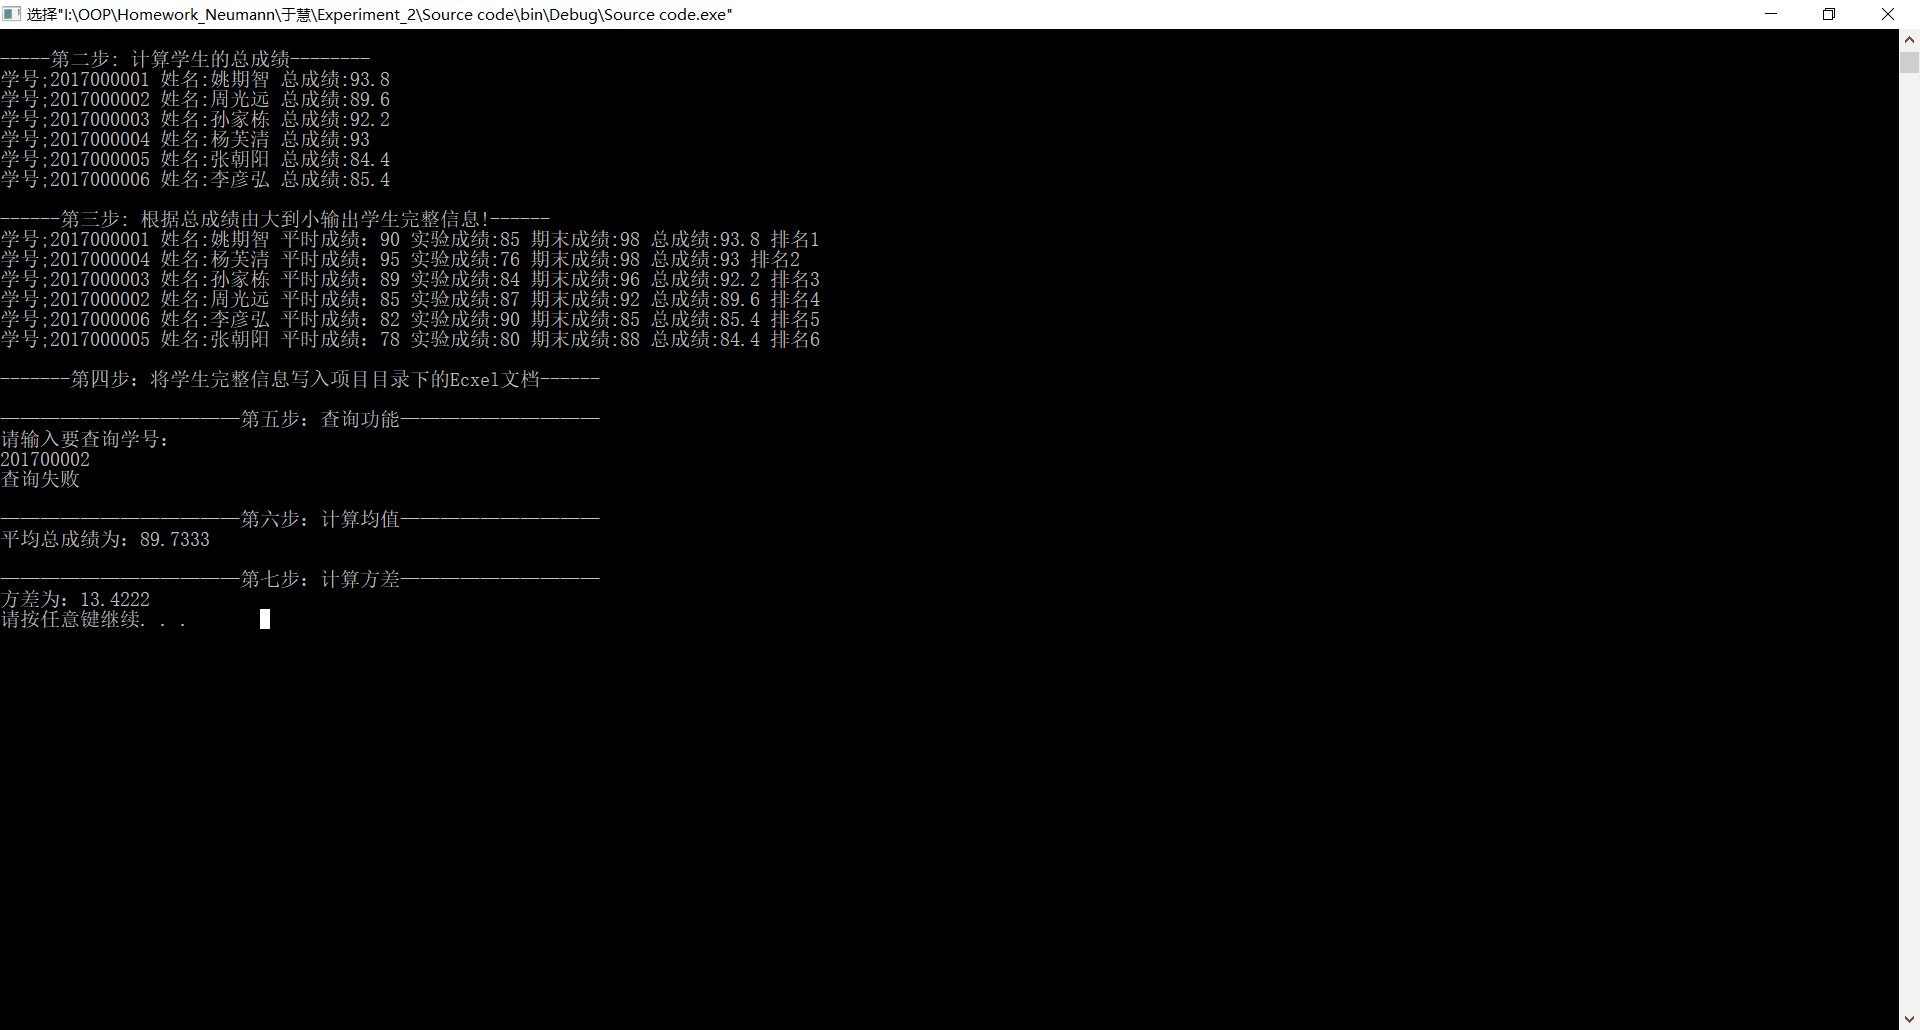 选择"I:\OOP\Homework_Neumann\于慧\Experiment_2\Source code\bin\Debug\Source code.exe"
-----第二步: 计算学生的总成绩--------
学号;2017000001 姓名:姚期智 总成绩:93.8
学号;2017000002 姓名:周光远 总成绩:89.6
学号;2017000003 姓名:孙家栋 总成绩:92.2
学号;2017000004 姓名:杨芙清 总成绩:93
学号;2017000005 姓名:张朝阳 总成绩:84.4
学号;2017000006 姓名:李彦弘 总成绩:85.4
------第三步: 根据总成绩由大到小输出学生完整信息!------
学号;2017000001 姓名:姚期智 平时成绩：90 实验成绩:85 期末成绩:98 总成绩:93.8 排名1
学号;2017000004 姓名:杨芙清 平时成绩：95 实验成绩:76 期末成绩:98 总成绩:93 排名2
学号;2017000003 姓名:孙家栋 平时成绩：89 实验成绩:84 期末成绩:96 总成绩:92.2 排名3
学号;2017000002 姓名:周光远 平时成绩：85 实验成绩:87 期末成绩:92 总成绩:89.6 排名4
学号;2017000006 姓名:李彦弘 平时成绩：82 实验成绩:90 期末成绩:85 总成绩:85.4 排名5
学号;2017000005 姓名:张朝阳 平时成绩：78 实验成绩:80 期末成绩:88 总成绩:84.4 排名6
-------第四步：将学生完整信息写入项目目录下的Ecxel文档------
————————————第五步：查询功能——————————
请输入要查询学号：
201700002
查询失败
————————————第六步：计算均值——————————
平均总成绩为：89.7333
————————————第七步：计算方差——————————
方差为：13.4222
请按任意键继续. . .